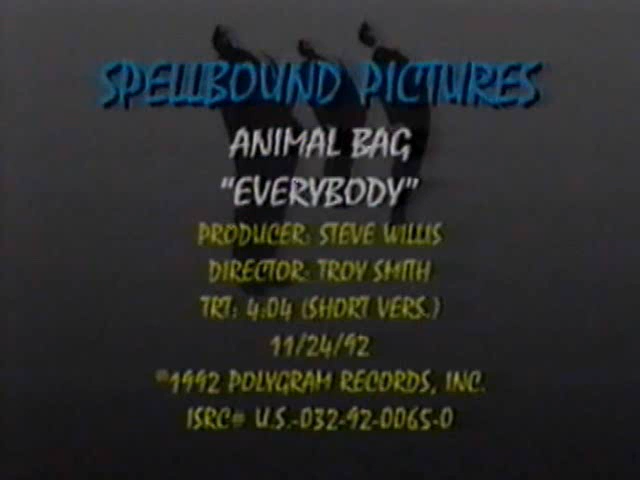 SPELLBOUND PICTURES
ANIMAL BAG
"EVERYBODY"
PRODUCER: STEVE WILLIS
DIRECTOR: TROY SMITH
TRT: 4:04 (SHORT VERS.)
11/24/92
©1992 POLYGRAM RECORDS, INC.
ISRC# U.S.-032-92-0065-0